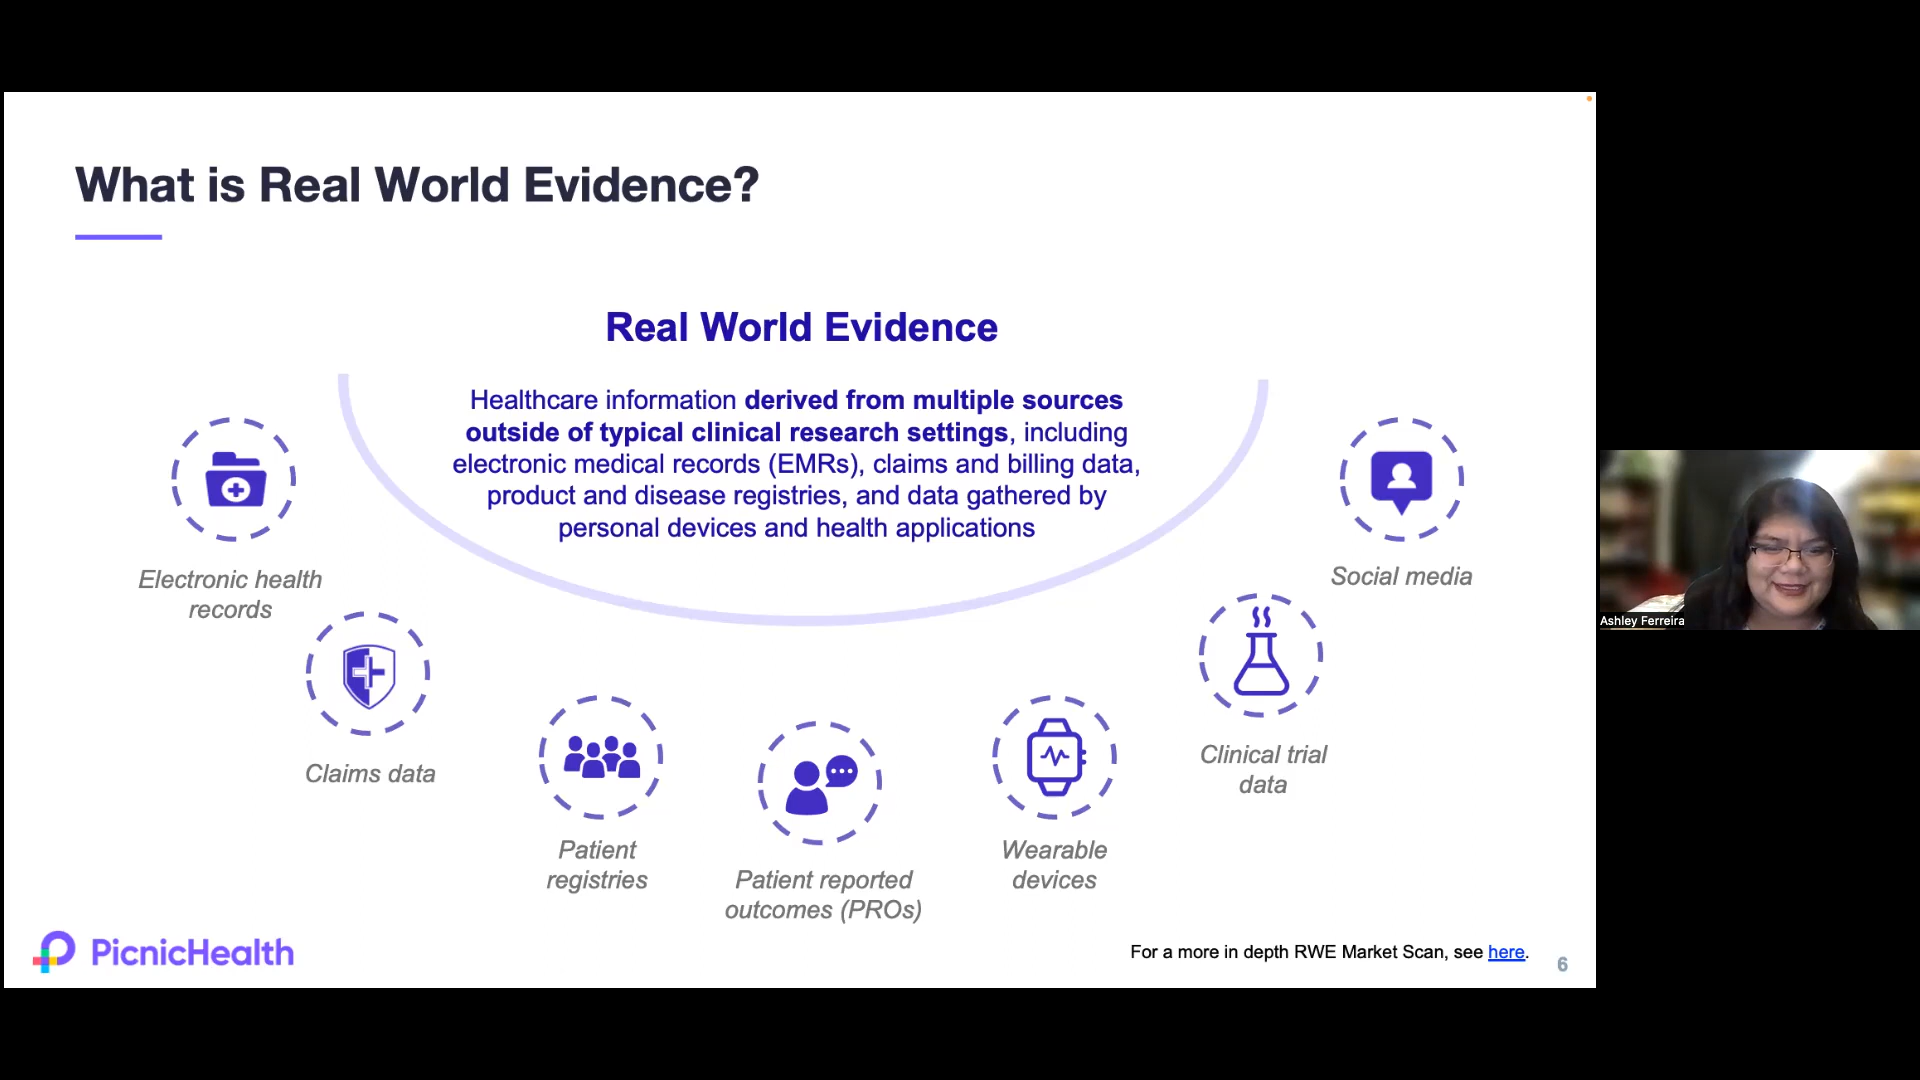 What is Real World Evidence?
Real World Evidence
Healthcare information derived from multiple sources
outside of typical clinical research settings, including
electronic medical records (EMRs), claims and billing data,
product and disease registries, and data gathered by
personal devices and health applications
Electronic health
records
Claims data
Patient
registries
Patient reported
outcomes (PROs)
Wearable
devices
Clinical trial
data
Social media
PicnicHealth
For a more in depth RWE Market Scan, see here.
6
Ashley Ferreira